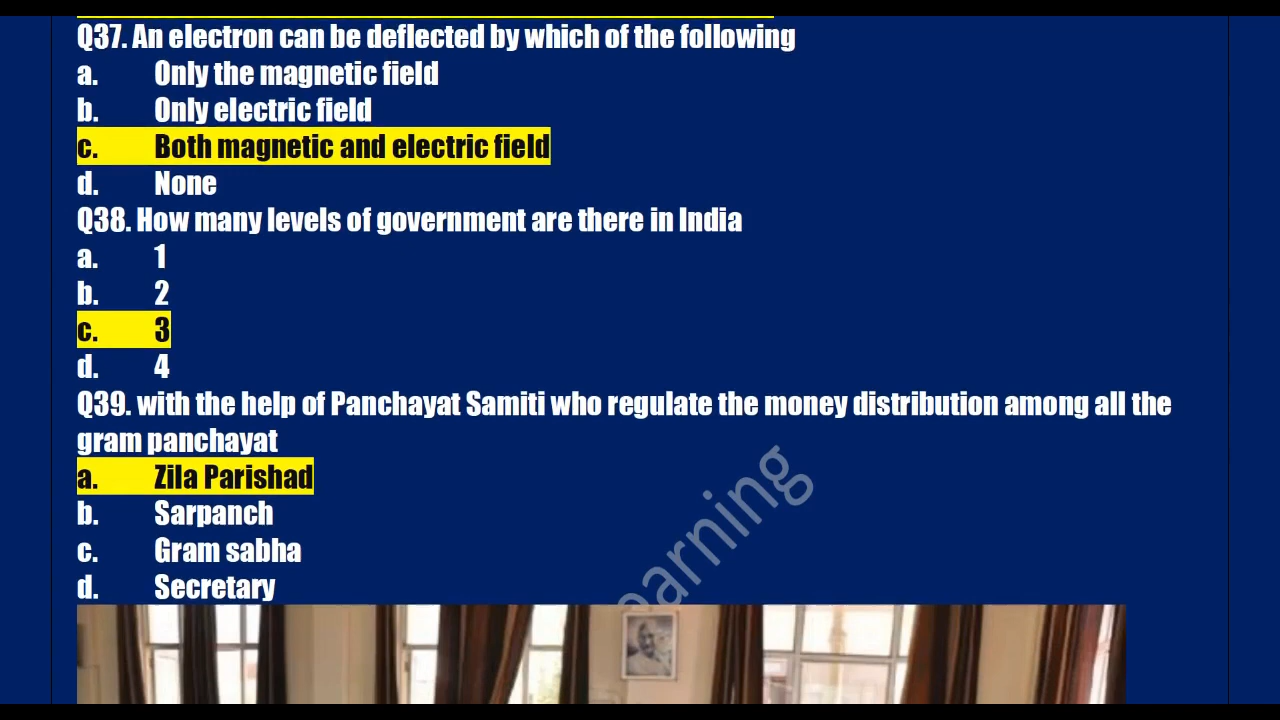 Q37. An electron can be deflected by which of the following
a. Only the magnetic field
b. Only electric field
c. Both magnetic and electric field
d. None
Q38. How many levels of government are there in India
a. 1
b. 2
c. 3
d. 4
Q39. with the help of Panchayat Samiti who regulate the money distribution among all the
gram panchayat
a. Zila Parishad
b. Sarpanch
c. Gram sabha
d. Secretary
earning